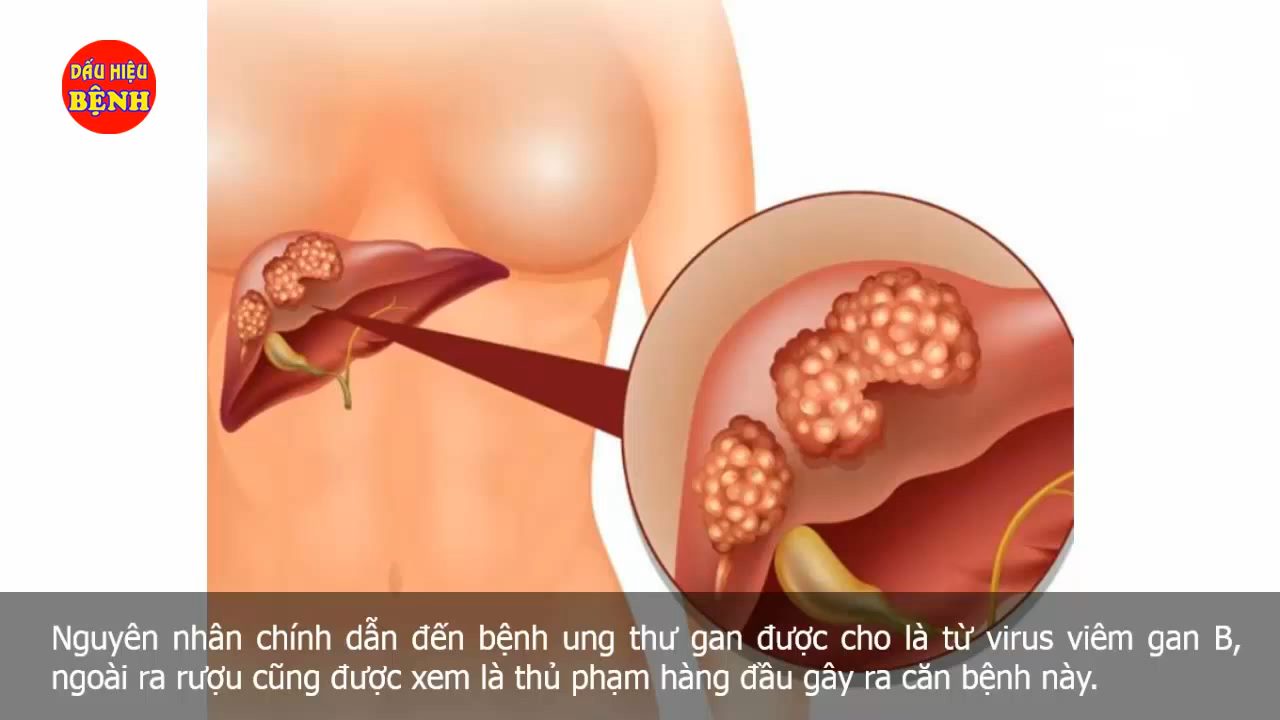 DẤU HIỆU
BỆNH
Nguyên nhân chính dẫn đến bệnh ung thư gan được cho là từ virus viêm gan B,
ngoài ra rượu cũng được xem là thủ phạm hàng đầu gây ra căn bệnh này.